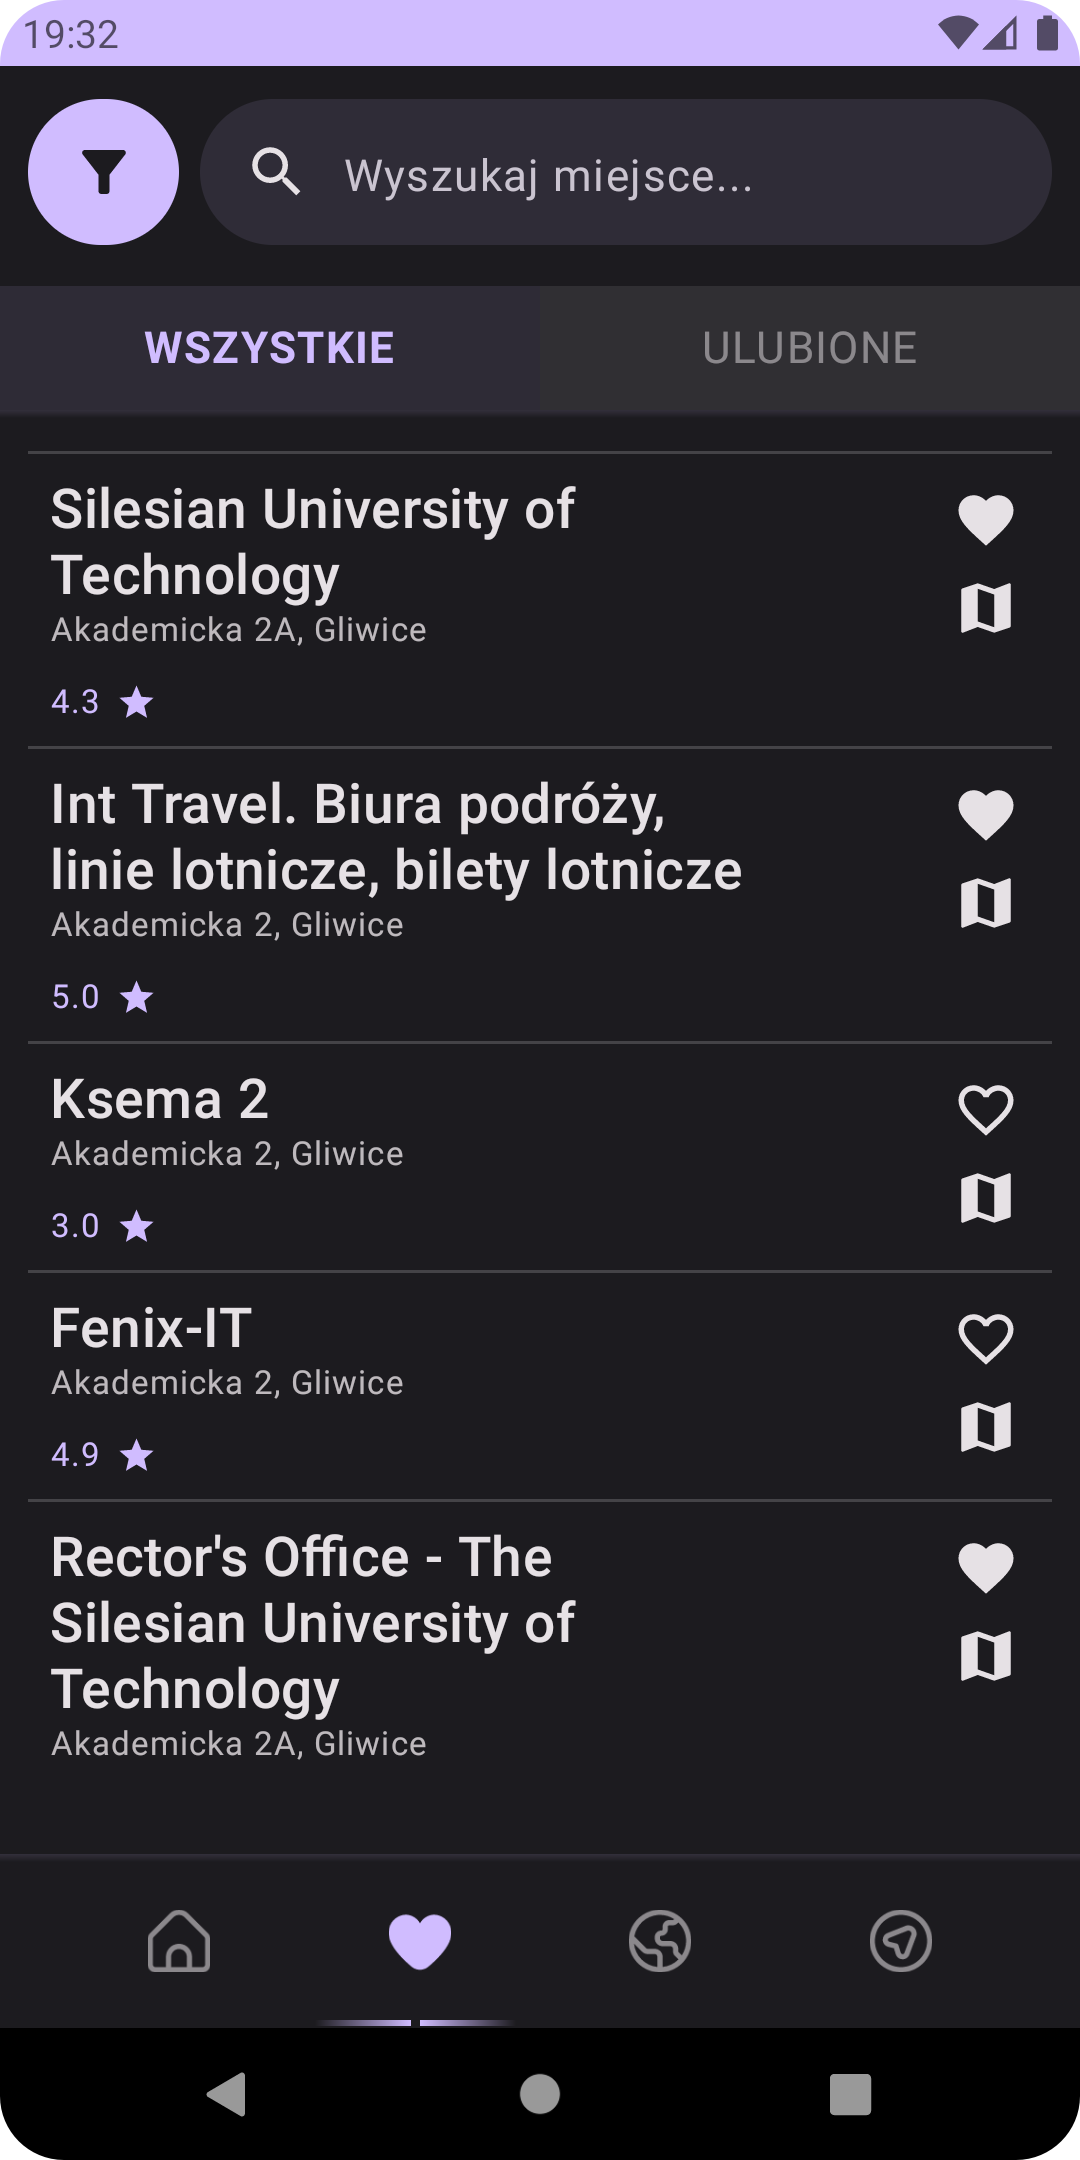 19:32
Wyszukaj miejsce...
WSZYSTKIE
ULUBIONE
Silesian University of
Technology
Akademicka 2A, Gliwice
4.3
Int Travel. Biura podróży,
linie lotnicze, bilety lotnicze
Akademicka 2, Gliwice
5.0
Ksema 2
Akademicka 2, Gliwice
3.0
Fenix-IT
Akademicka 2, Gliwice
4.9
Rector's Office - The
Silesian University of
Technology
Akademicka 2A, Gliwice